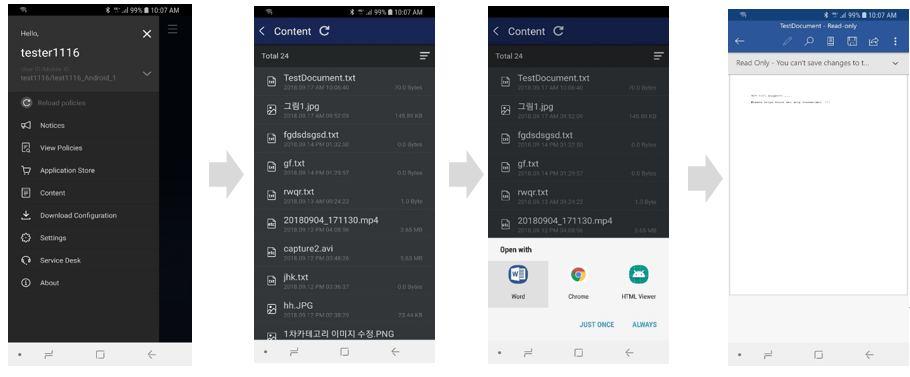 99% 10:07 AM
Hello,
tester1116
test1116/test1116_Android_1
Reload policies
Notices
View Policies
Application Store
Content
Download Configuration
Settings
Service Desk
About
99% 10:07 AM
Content
Total 24
TestDocument.txt
2018.09.17 AM 10:06:40 70.0 Bytes
그림1.jpg
2018.09.17 AM 09:52:09 149.89 KB
fgdsdsgsd.txt
2018.09.14 PM 01:32:50 0.0 Bytes
gf.txt
2018.09.14 PM 01:29:57 0.0 Bytes
rwqr.txt
2018.09.13 AM 09:24:22 1.0 Byte
20180904_171130.mp4
2018.09.12 PM 04:08:56 3.65 MB
capture2.avi
2018.09.12 PM 03:48:26 5.63 MB
jhk.txt
2018.09.12 PM 03:36:37 0.0 Bytes
hh.JPG
2018.09.12 PM 02:38:29 73.44 KB
1차카테고리 이미지 수정.PNG
99% 10:07 AM
Content
Total 24
TestDocument.txt
2018.09.17 AM 10:06:40 70.0 Bytes
그림1.jpg
2018.09.17 AM 09:52:09 149.89 KB
fgdsdsgsd.txt
2018.09.14 PM 01:32:50 0.0 Bytes
gf.txt
2018.09.14 PM 01:29:57 0.0 Bytes
rwqr.txt
2018.09.13 AM 09:24:22 1.0 Byte
20180904_171130.mp4
2018.09.12 PM 04:08:56 3.65 MB
Open with
Word Chrome HTML Viewer
JUST ONCE ALWAYS
99% 10:07 AM
TestDocument - Read-only
Read Only - You can't save changes to t...